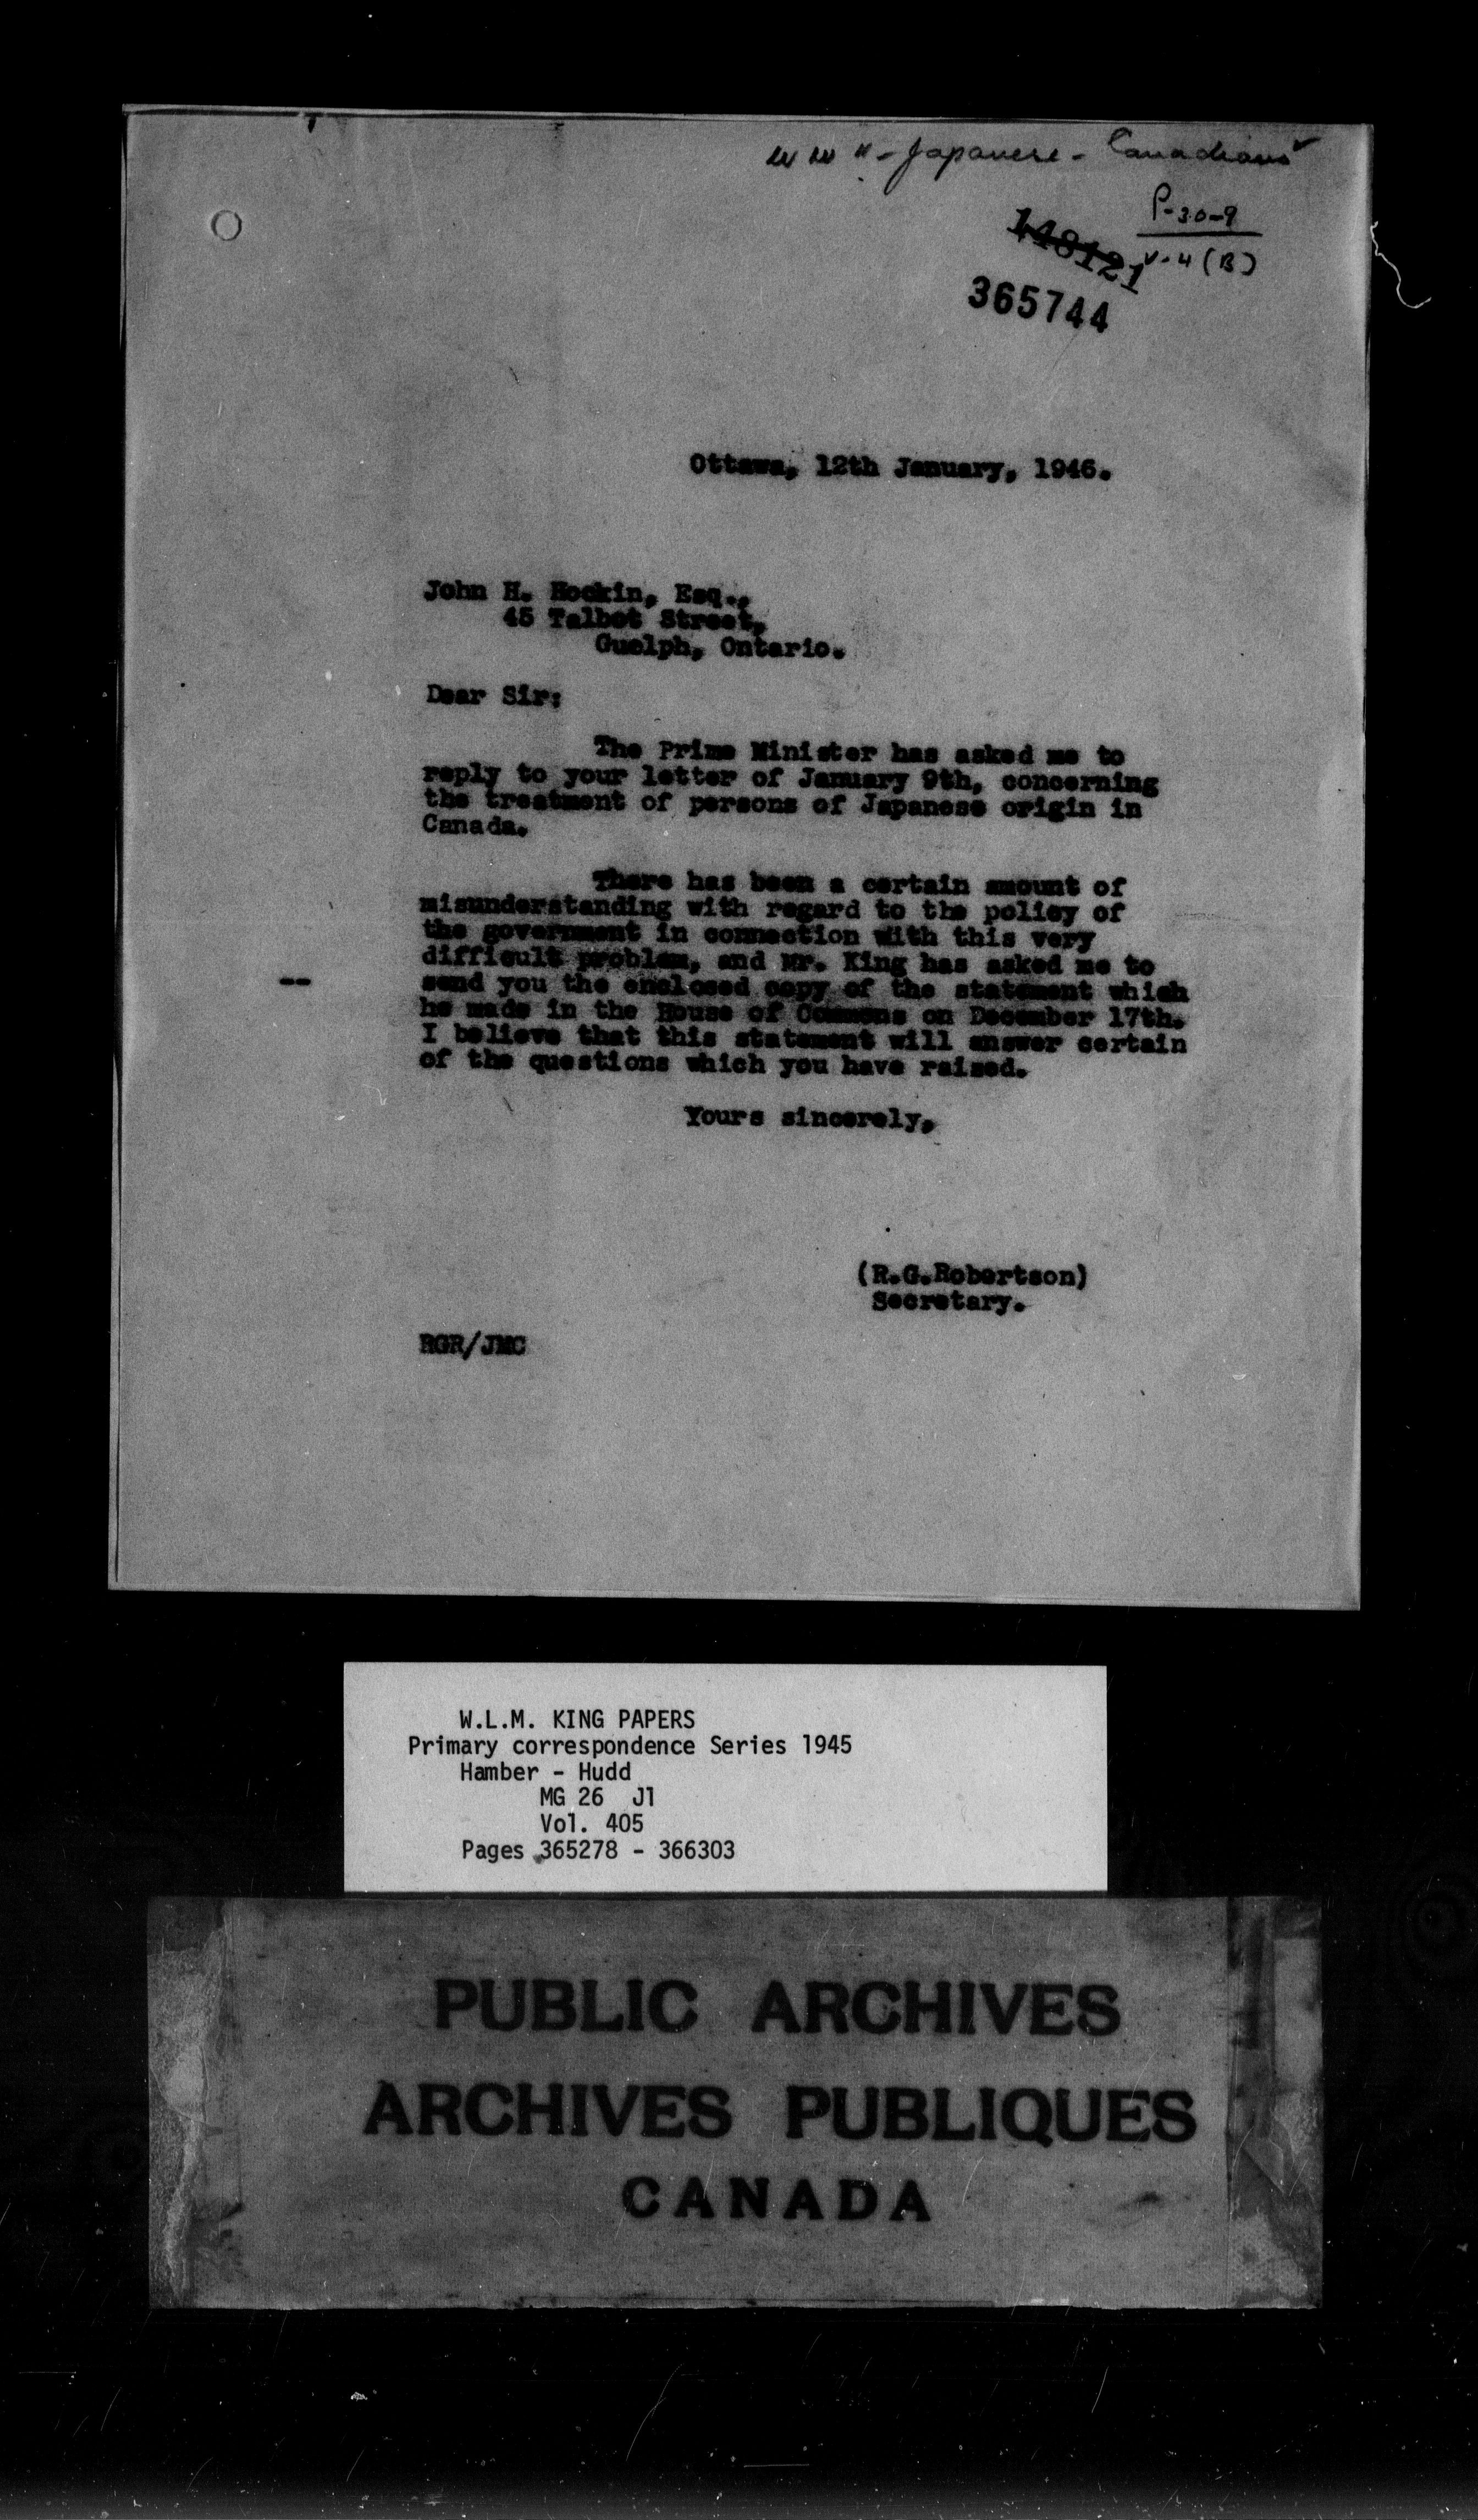 W W II - Japanese - Canadians
P-30-9
V-4 (B)
148121
365744
Ottawa, 12th January, 1946.
John H. Hockin, Esq.,
45 Talbot Street,
Guelph, Ontario.
Dear Sir:
The Prime Minister has asked me to
reply to your letter of January 9th, concerning
the treatment of persons of Japanese origin in
Canada.
There has been a certain amount of
misunderstanding with regard to the policy of
the government in connection with this very
difficult problem, and Mr. King has asked me to
-- send you the enclosed copy of the statement which
he made in the House of Commons on December 17th.
I believe that this statement will answer certain
of the questions which you have raised.
Yours sincerely,
(R.G.Robertson)
Secretary.
RGR/JMC
W.L.M. KING PAPERS
Primary correspondence Series 1945
Hamber - Hudd
MG 26 J1
Vol. 405
Pages 365278 - 366303
PUBLIC ARCHIVES
ARCHIVES PUBLIQUES
CANADA